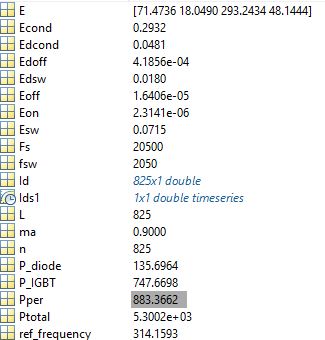 E [71.4736 18.0490 293.2434 48.1444]
Econd 0.2932
Edcond 0.0481
Edoff 4.1856e-04
Edsw 0.0180
Eoff 1.6406e-05
Eon 2.3141e-06
Esw 0.0715
Fs 20500
fsw 2050
Id 825x1 double
Ids1 1x1 double timeseries
L 825
ma 0.9000
n 825
P_diode 135.6964
P_IGBT 747.6698
Pper 883.3662
Ptotal 5.3002e+03
ref_frequency 314.1593